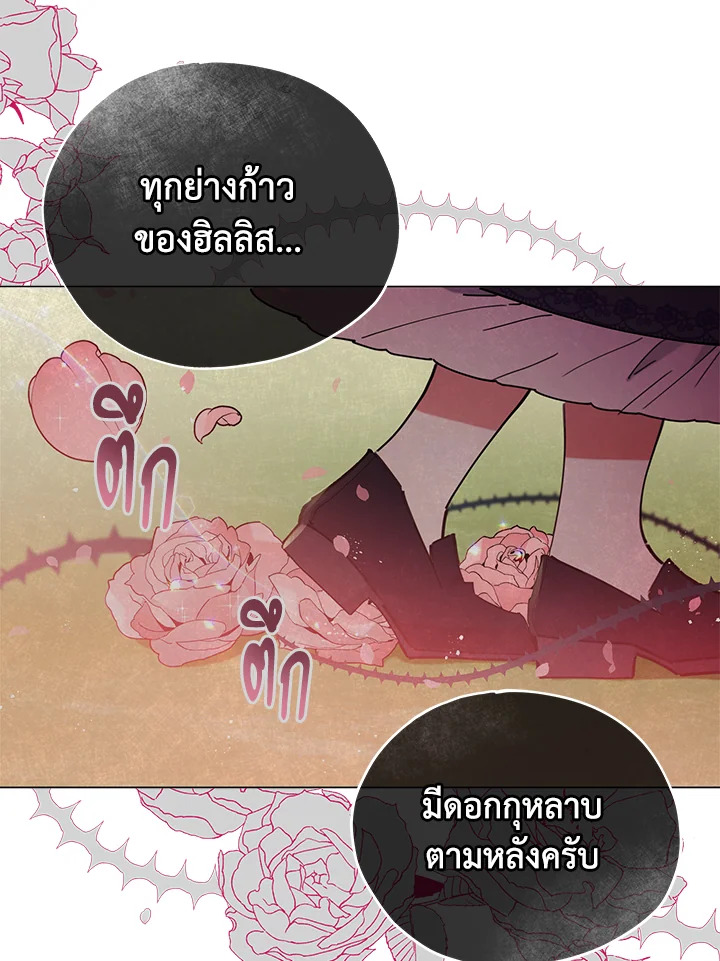 ทุกย่างก้าว
ของฮิลลิส...
ตึก
ตึก
มีดอกกุหลาบ
ตามหลังครับ